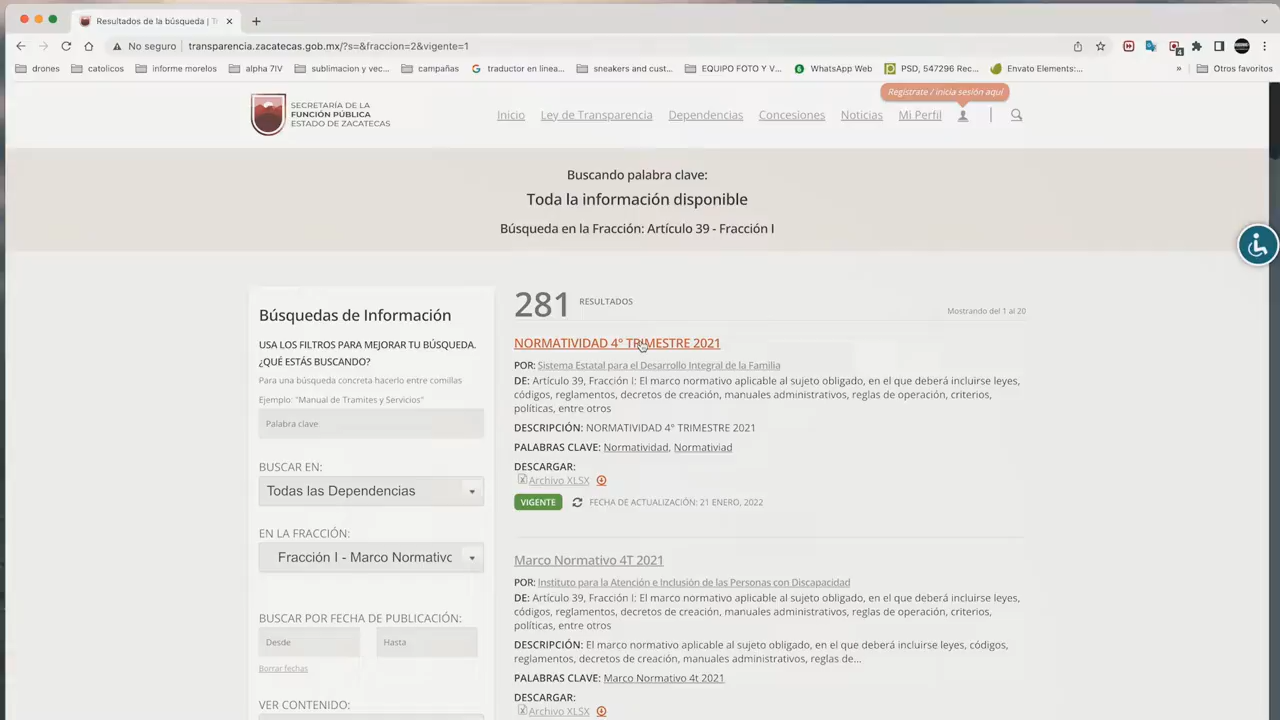 Resultados de la búsqueda | Tr
No seguro
transparencia.zacatecas.gob.mx/?s=&fraccion=2&vigente=1
drones
catolicos
informe morelos
alpha 7IV
sublimacion y vec...
campañas
traductor en linea...
sneakers and cust...
EQUIPO FOTO Y V...
WhatsApp Web
PSD, 547296 Rec...
Envato Elements:...
»
Otros favoritos
SECRETARÍA DE LA
FUNCIÓN PÚBLICA
ESTADO DE ZACATECAS
Regístrate / inicia sesión aquí
Inicio
Ley de Transparencia
Dependencias
Concesiones
Noticias
Mi Perfil
Buscando palabra clave:
Toda la información disponible
Búsqueda en la Fracción: Artículo 39 - Fracción I
Búsquedas de Información
USA LOS FILTROS PARA MEJORAR TU BÚSQUEDA.
¿QUÉ ESTÁS BUSCANDO?
Para una búsqueda concreta hacerlo entre comillas
Ejemplo: "Manual de Tramites y Servicios"
Palabra clave
BUSCAR EN:
Todas las Dependencias
EN LA FRACCIÓN:
Fracción I - Marco Normativo
BUSCAR POR FECHA DE PUBLICACIÓN:
Desde
Hasta
Borrar fechas
VER CONTENIDO:
281 RESULTADOS
Mostrando del 1 al 20
NORMATIVIDAD 4° TRIMESTRE 2021
POR: Sistema Estatal para el Desarrollo Integral de la Familia
DE: Artículo 39, Fracción I: El marco normativo aplicable al sujeto obligado, en el que deberá incluirse leyes,
códigos, reglamentos, decretos de creación, manuales administrativos, reglas de operación, criterios,
políticas, entre otros
DESCRIPCIÓN: NORMATIVIDAD 4° TRIMESTRE 2021
PALABRAS CLAVE: Normatividad, Normativiad
DESCARGAR:
Archivo XLSX
VIGENTE
FECHA DE ACTUALIZACIÓN: 21 ENERO, 2022
Marco Normativo 4T 2021
POR: Instituto para la Atención e Inclusión de las Personas con Discapacidad
DE: Artículo 39, Fracción I: El marco normativo aplicable al sujeto obligado, en el que deberá incluirse leyes,
códigos, reglamentos, decretos de creación, manuales administrativos, reglas de operación, criterios,
políticas, entre otros
DESCRIPCIÓN: El marco normativo aplicable al sujeto obligado, en el que deberá incluirse leyes, códigos,
reglamentos, decretos de creación, manuales administrativos, reglas de...
PALABRAS CLAVE: Marco Normativo 4t 2021
DESCARGAR:
Archivo XLSX